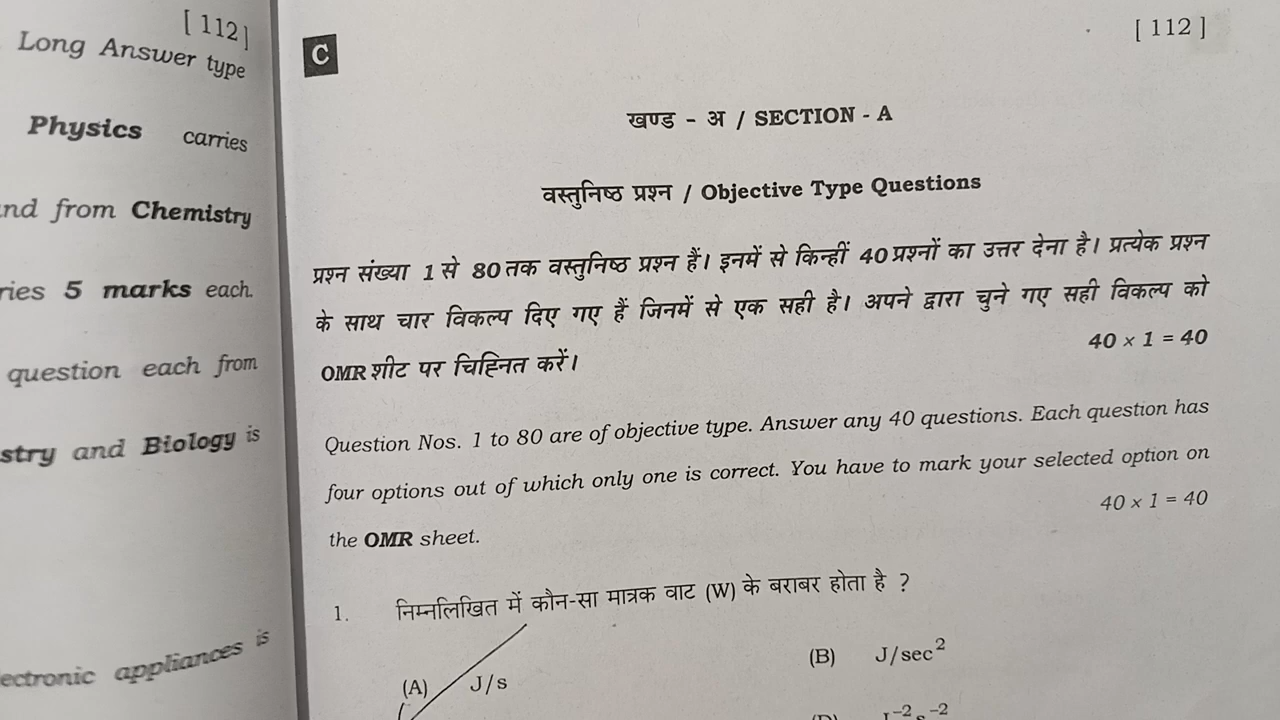 [ 112 ]
Long Answer type
Physics carries
and from Chemistry
ries 5 marks each.
question each from
stry and Biology is
ectronic appliances is
C
[ 112 ]
खण्ड - अ / SECTION - A
वस्तुनिष्ठ प्रश्न / Objective Type Questions
प्रश्न संख्या 1 से 80 तक वस्तुनिष्ठ प्रश्न हैं। इनमें से किन्हीं 40 प्रश्नों का उत्तर देना है। प्रत्येक प्रश्न
के साथ चार विकल्प दिए गए हैं जिनमें से एक सही है। अपने द्वारा चुने गए सही विकल्प को
OMR शीट पर चिह्नित करें। 40 × 1 = 40
Question Nos. 1 to 80 are of objective type. Answer any 40 questions. Each question has
four options out of which only one is correct. You have to mark your selected option on
the OMR sheet. 40 × 1 = 40
1. निम्नलिखित में कौन-सा मात्रक वाट (W) के बराबर होता है ?
(A) J/s (B) J/sec²